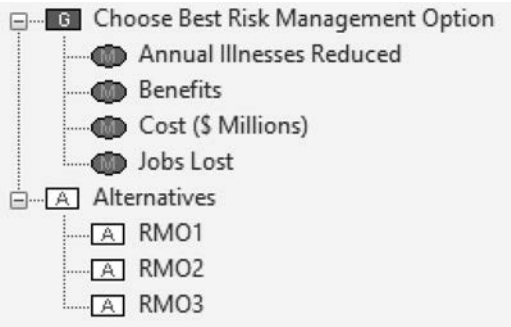 G Choose Best Risk Management Option
M Annual Illnesses Reduced
M Benefits
M Cost ($ Millions)
M Jobs Lost
A Alternatives
A RMO1
A RMO2
A RMO3